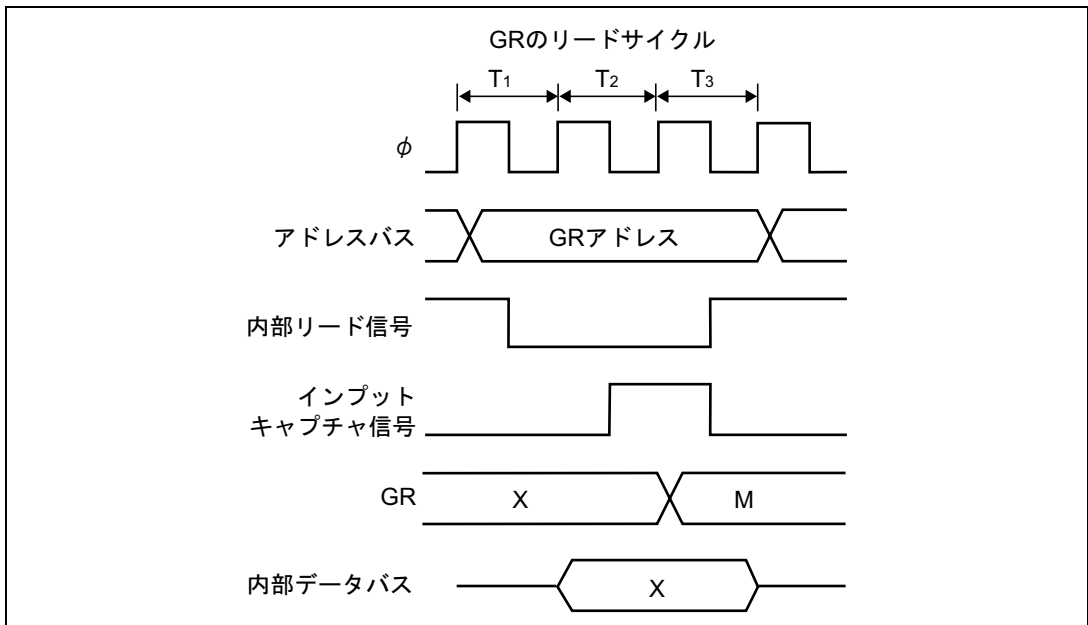 GRのリードサイクル
T1 T2 T3
φ
アドレスバス GRアドレス
内部リード信号
インプット
キャプチャ信号
GR X M
内部データバス X